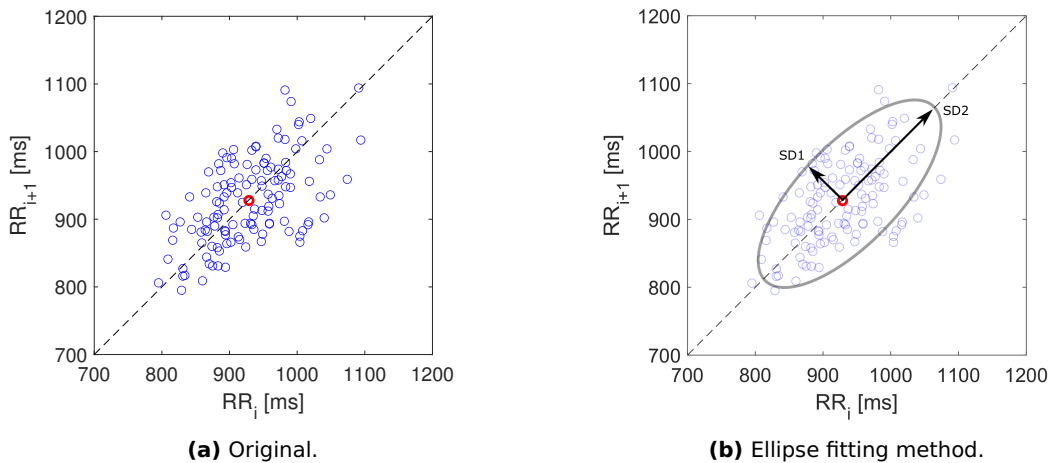 1200
1100
1000
900
800
700
RRi+1 [ms]
700 800 900 1000 1100 1200
RRi [ms]
(a) Original.
1200
1100
1000
900
800
700
RRi+1 [ms]
SD1
SD2
700 800 900 1000 1100 1200
RRi [ms]
(b) Ellipse fitting method.